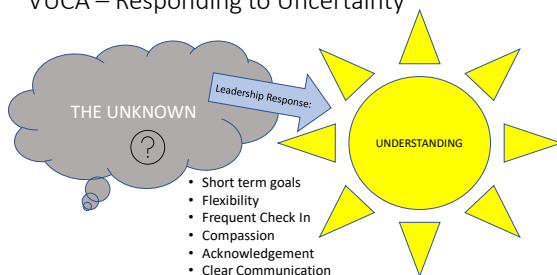 VUCA – Responding to Uncertainty
Leadership Response:
THE UNKNOWN
?
UNDERSTANDING
• Short term goals
• Flexibility
• Frequent Check In
• Compassion
• Acknowledgement
• Clear Communication